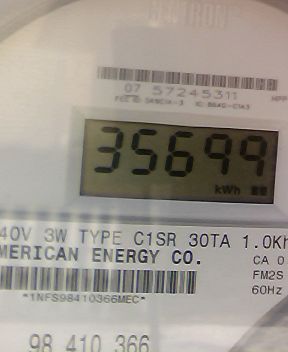 07 57245311
35699
kWh
40V 3W TYPE C1SR 30TA 1.0Kh
MERICAN ENERGY CO.
CA 0
FM2S
60Hz
*1NFS98410366MEC*
98 410 366